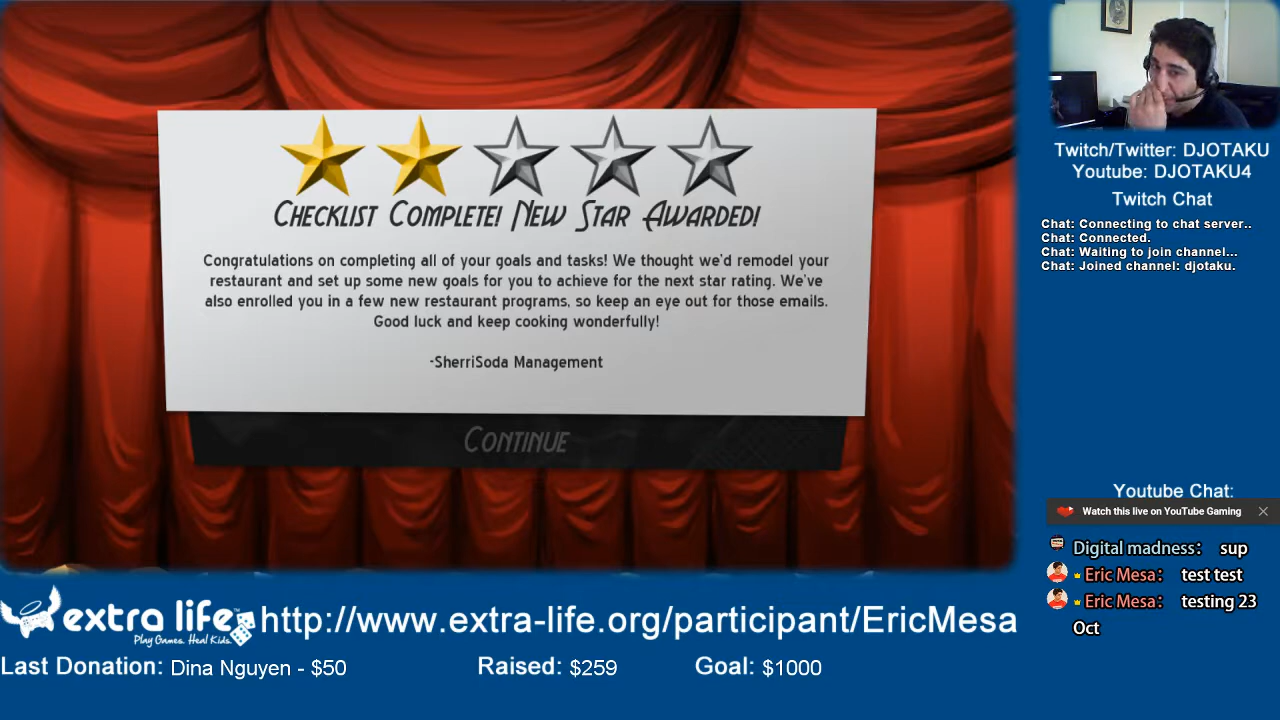 CHECKLIST COMPLETE! NEW STAR AWARDED!
Congratulations on completing all of your goals and tasks! We thought we'd remodel your
restaurant and set up some new goals for you to achieve for the next star rating. We've
also enrolled you in a few new restaurant programs, so keep an eye out for those emails.
Good luck and keep cooking wonderfully!
-SherriSoda Management
CONTINUE
Twitch/Twitter: DJOTAKU
Youtube: DJOTAKU4
Twitch Chat
Chat: Connecting to chat server..
Chat: Connected.
Chat: Waiting to join channel...
Chat: Joined channel: djotaku.
Youtube Chat:
Watch this live on YouTube Gaming
Digital madness: sup
Eric Mesa: test test
Eric Mesa: testing 23
Oct
extra life
Play Games. Heal Kids.
http://www.extra-life.org/participant/EricMesa
Last Donation: Dina Nguyen - $50
Raised: $259
Goal: $1000